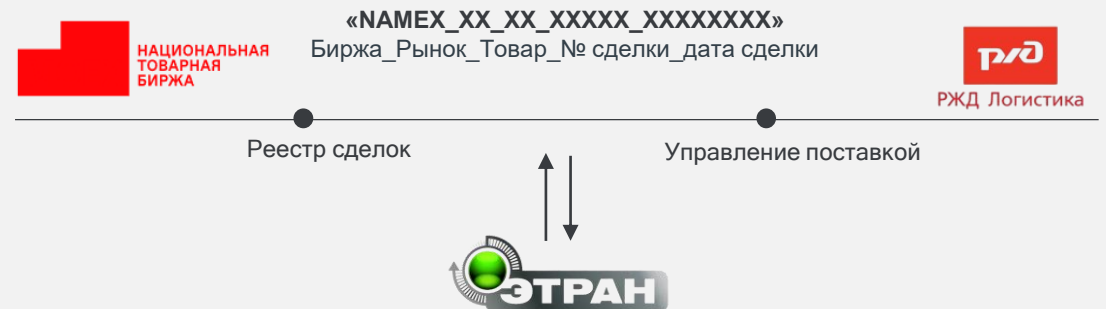 «NAMEX_XX_XX_XXXXX_XXXXXXXX»
Биржа_Рынок_Товар_№ сделки_дата сделки
НАЦИОНАЛЬНАЯ
ТОВАРНАЯ
БИРЖА
ржд
РЖД Логистика
Реестр сделок
Управление поставкой
ЭТРАН